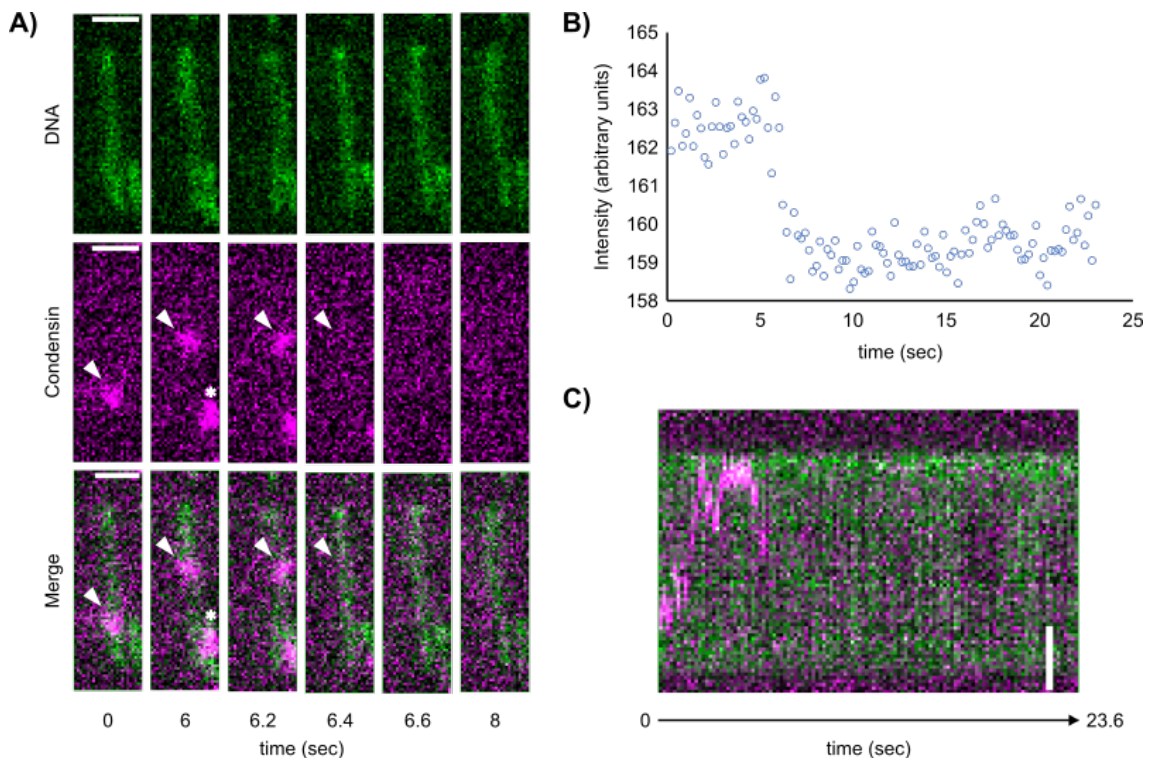 A)
DNA
Condensin
*
Merge
*
0 6 6.2 6.4 6.6 8
time (sec)
B)
165
164
163
162
161
160
159
158
Intensity (arbitrary units)
0 5 10 15 20 25
time (sec)
C)
0 23.6
time (sec)